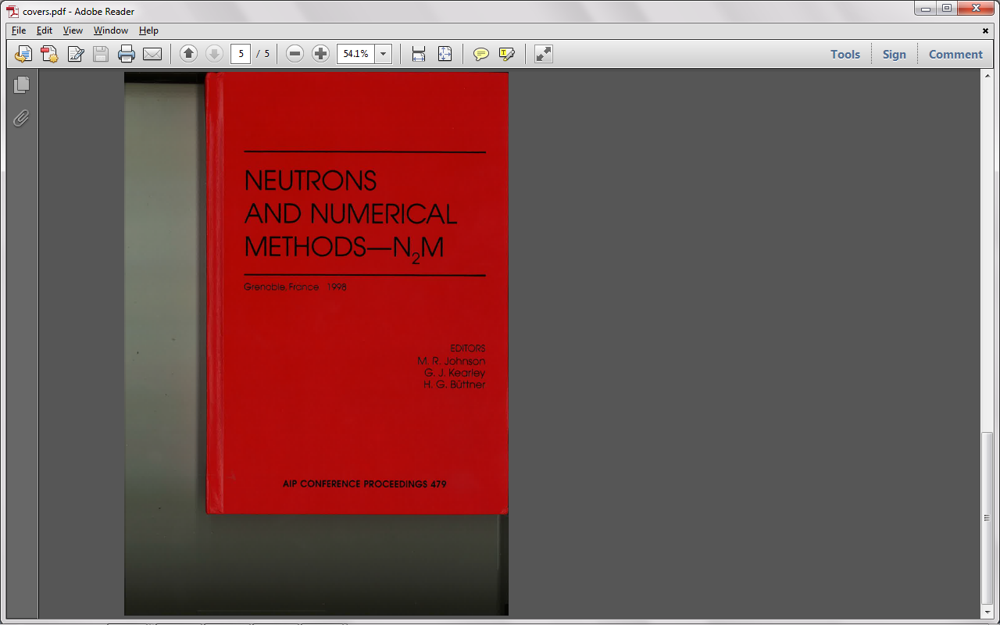 covers.pdf - Adobe Reader
File Edit View Window Help
5 / 5
54.1%
Tools Sign Comment
NEUTRONS
AND NUMERICAL
METHODS—N₂M
Grenoble, France 1998
EDITORS
M. R. Johnson
G. J. Kearley
H. G. Büttner
AIP CONFERENCE PROCEEDINGS 479